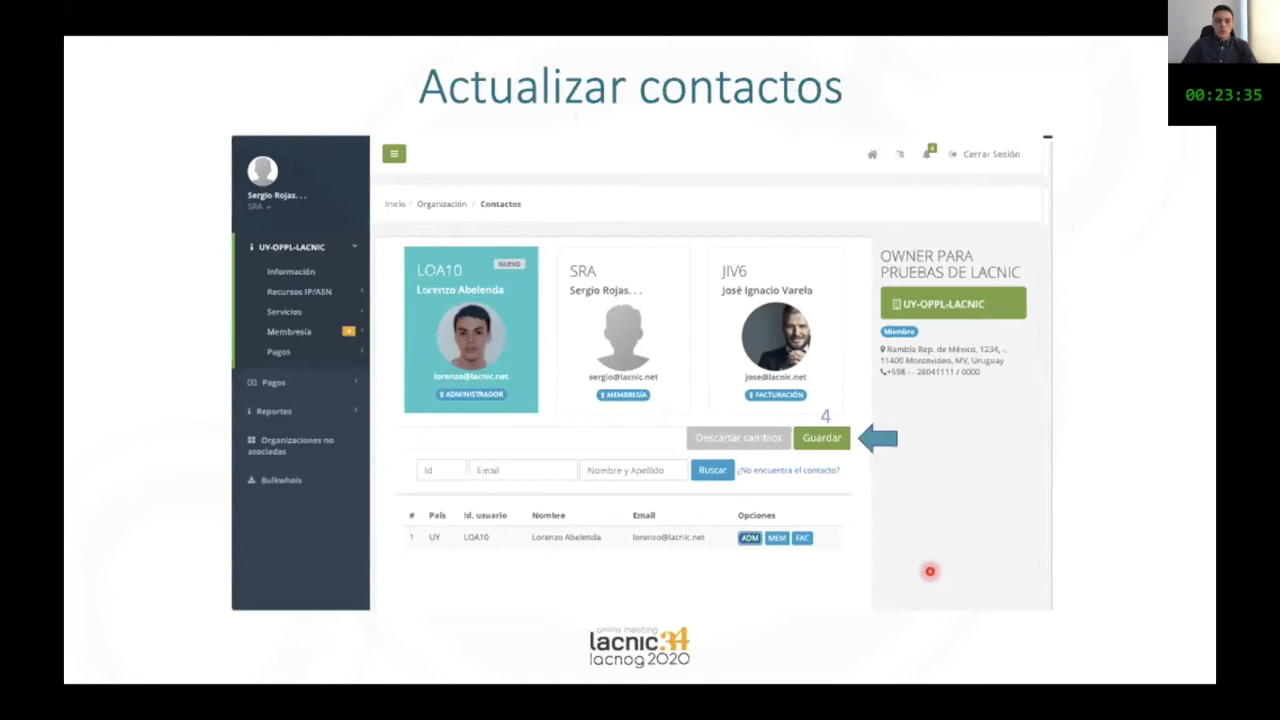 00:23:35
Actualizar contactos
Sergio Rojas. . .
SRA
Cerrar Sesión
Inicio / Organización / Contactos
UY-OPPL-LACNIC
Información
Recursos IP/ASN
Servicios
Membresía
4
Pagos
Pagos
Reportes
Organizaciones no
asociadas
Bulkwhois
LOA10
NUEVO
Lorenzo Abelenda
lorenzo@lacnic.net
ADMINISTRADOR
SRA
Sergio Rojas. . .
sergio@lacnic.net
MEMBRESÍA
JIV6
José Ignacio Varela
jose@lacnic.net
FACTURACIÓN
OWNER PARA
PRUEBAS DE LACNIC
UY-OPPL-LACNIC
Miembro
Rambla Rep. de México, 1234, -,
11400 Montevideo, MV, Uruguay
+598 - - 26041111 / 0000
4
Descartar cambios Guardar
Id Email Nombre y Apellido Buscar ¿No encuentra el contacto?
# País Id. usuario Nombre Email Opciones
1 UY LOA10 Lorenzo Abelenda lorenzo@lacnic.net ADM MEM FAC
online meeting
lacnic34
lacnog2020